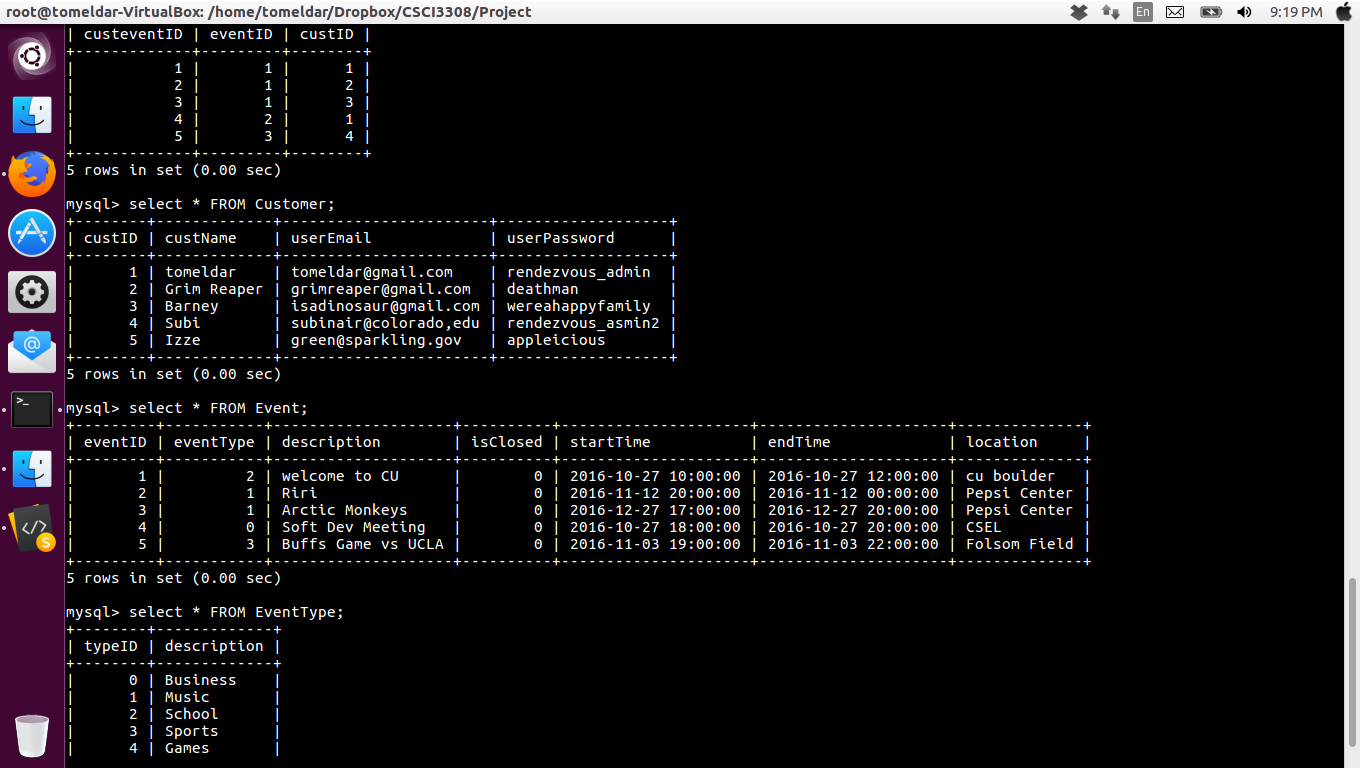 root@tomeldar-VirtualBox: /home/tomeldar/Dropbox/CSCI3308/Project En 9:19 PM
| custeventID | eventID | custID |
+-------------+---------+--------+
|           1 |       1 |      1 |
|           2 |       1 |      2 |
|           3 |       1 |      3 |
|           4 |       2 |      1 |
|           5 |       3 |      4 |
+-------------+---------+--------+
5 rows in set (0.00 sec)

mysql> select * FROM Customer;
+--------+-------------+-----------------------+-------------------+
| custID | custName    | userEmail             | userPassword      |
+--------+-------------+-----------------------+-------------------+
|      1 | tomeldar    | tomeldar@gmail.com    | rendezvous_admin  |
|      2 | Grim Reaper | grimreaper@gmail.com  | deathman          |
|      3 | Barney      | isadinosaur@gmail.com | wereahappyfamily  |
|      4 | Subi        | subinair@colorado,edu | rendezvous_asmin2 |
|      5 | Izze        | green@sparkling.gov   | appleicious       |
+--------+-------------+-----------------------+-------------------+
5 rows in set (0.00 sec)

mysql> select * FROM Event;
+---------+-----------+--------------------+----------+---------------------+---------------------+--------------+
| eventID | eventType | description        | isClosed | startTime           | endTime             | location     |
+---------+-----------+--------------------+----------+---------------------+---------------------+--------------+
|       1 |         2 | welcome to CU      |        0 | 2016-10-27 10:00:00 | 2016-10-27 12:00:00 | cu boulder   |
|       2 |         1 | Riri               |        0 | 2016-11-12 20:00:00 | 2016-11-12 00:00:00 | Pepsi Center |
|       3 |         1 | Arctic Monkeys     |        0 | 2016-12-27 17:00:00 | 2016-12-27 20:00:00 | Pepsi Center |
|       4 |         0 | Soft Dev Meeting   |        0 | 2016-10-27 18:00:00 | 2016-10-27 20:00:00 | CSEL         |
|       5 |         3 | Buffs Game vs UCLA |        0 | 2016-11-03 19:00:00 | 2016-11-03 22:00:00 | Folsom Field |
+---------+-----------+--------------------+----------+---------------------+---------------------+--------------+
5 rows in set (0.00 sec)

mysql> select * FROM EventType;
+--------+-------------+
| typeID | description |
+--------+-------------+
|      0 | Business    |
|      1 | Music       |
|      2 | School      |
|      3 | Sports      |
|      4 | Games       |